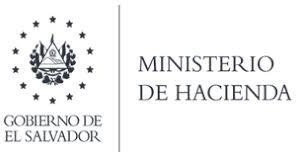 GOBIERNO DE
EL SALVADOR
MINISTERIO
DE HACIENDA